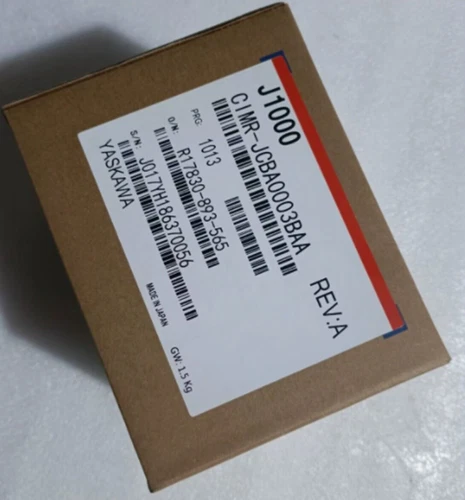 J1000
CIMR-JCBA0003BAA
REV:A
PRG: 1013
O/N: R17830-893-565
S/N: J017YH186370056
YASKAWA
MADE IN JAPAN
GW: 1.5 Kg